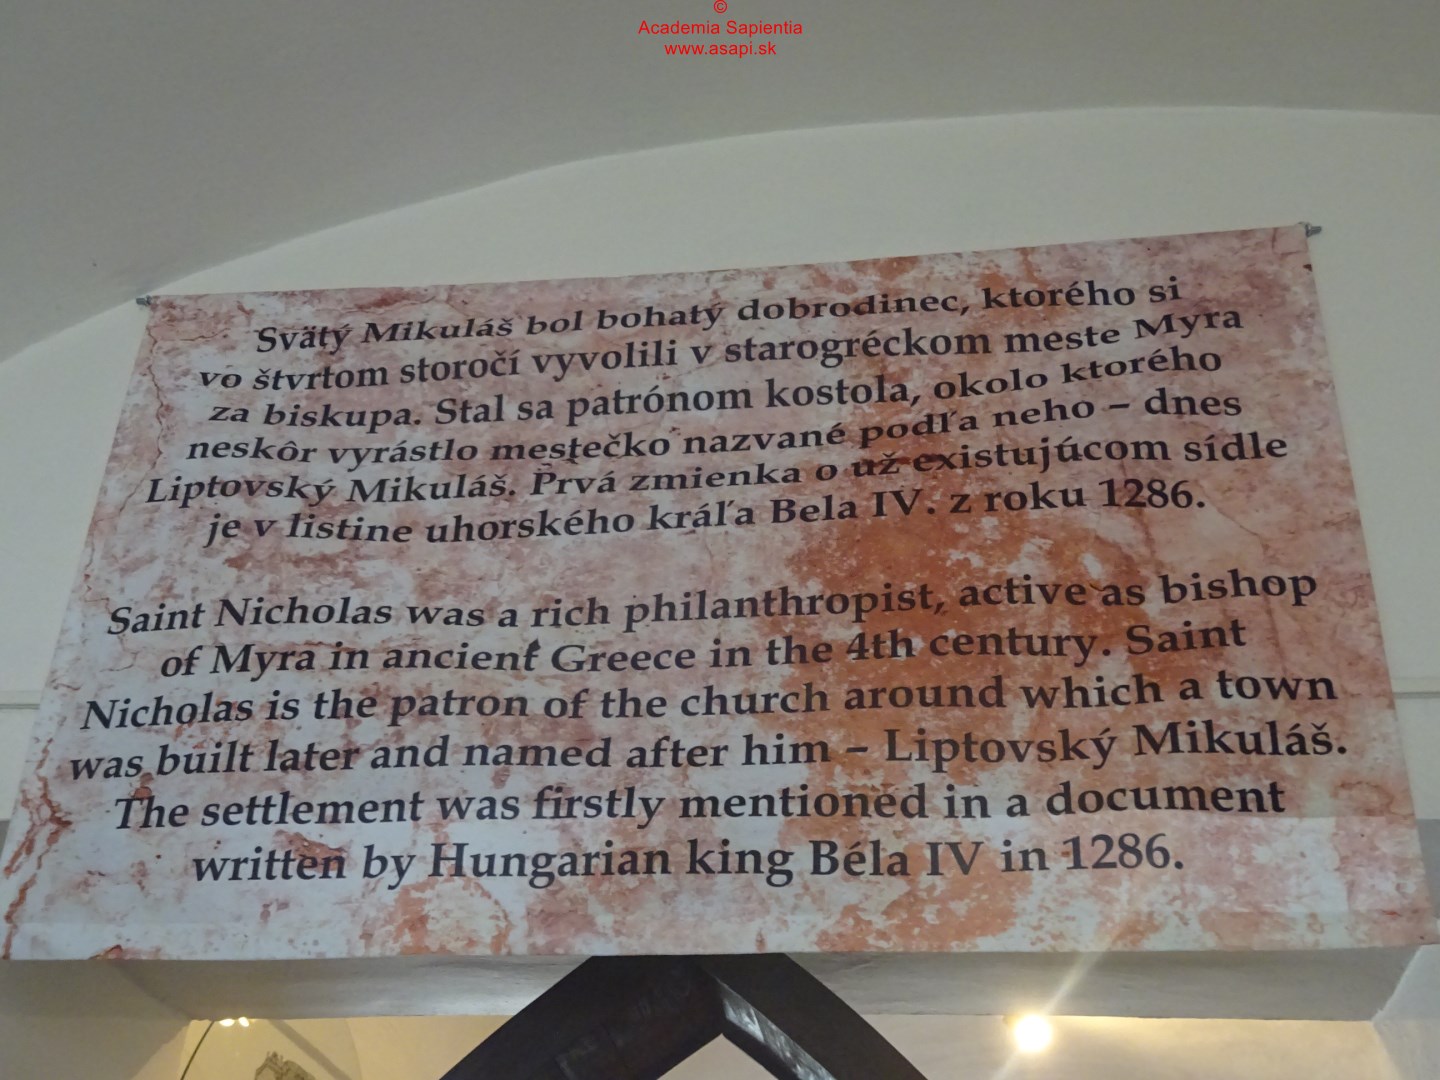 ©
Academia Sapientia
www.asapi.sk
Svätý Mikuláš bol bohatý dobrodinec, ktorého si
vo štvrtom storočí vyvolili v starogréckom meste Myra
za biskupa. Stal sa patrónom kostola, okolo ktorého
neskôr vyrástlo mestečko nazvané podľa neho – dnes
Liptovský Mikuláš. Prvá zmienka o už existujúcom sídle
je v listine uhorského kráľa Bela IV. z roku 1286.
Saint Nicholas was a rich philanthropist, active as bishop
of Myra in ancient Greece in the 4th century. Saint
Nicholas is the patron of the church around which a town
was built later and named after him – Liptovský Mikuláš.
The settlement was firstly mentioned in a document
written by Hungarian king Béla IV in 1286.